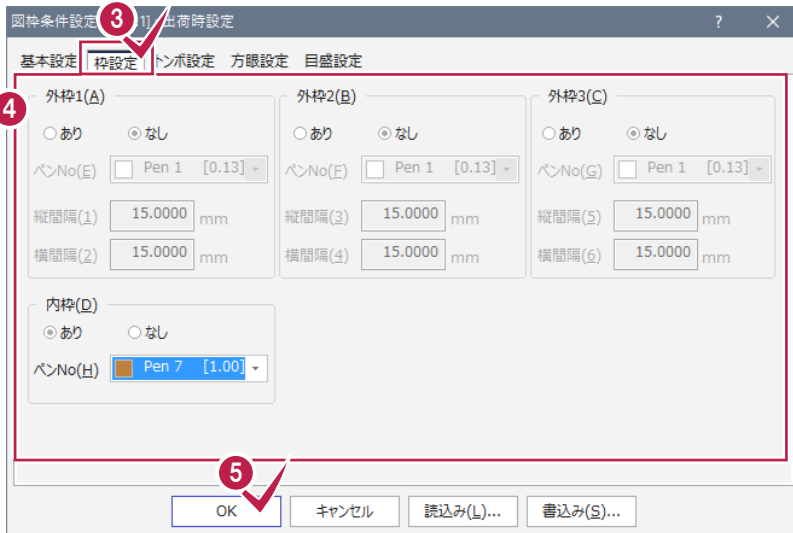 図枠条件設定 1] 出荷時設定 ? ×
3
基本設定 枠設定 トンボ設定 方眼設定 目盛設定
4
外枠1(A) 外枠2(B) 外枠3(C)
あり なし あり なし あり なし
ペンNo(E) Pen 1 [0.13] ペンNo(F) Pen 1 [0.13] ペンNo(G) Pen 1 [0.13]
縦間隔(1) 15.0000 mm 縦間隔(3) 15.0000 mm 縦間隔(5) 15.0000 mm
横間隔(2) 15.0000 mm 横間隔(4) 15.0000 mm 横間隔(6) 15.0000 mm
内枠(D)
あり なし
ペンNo(H) Pen 7 [1.00]
5
OK キャンセル 読込み(L)... 書込み(S)...